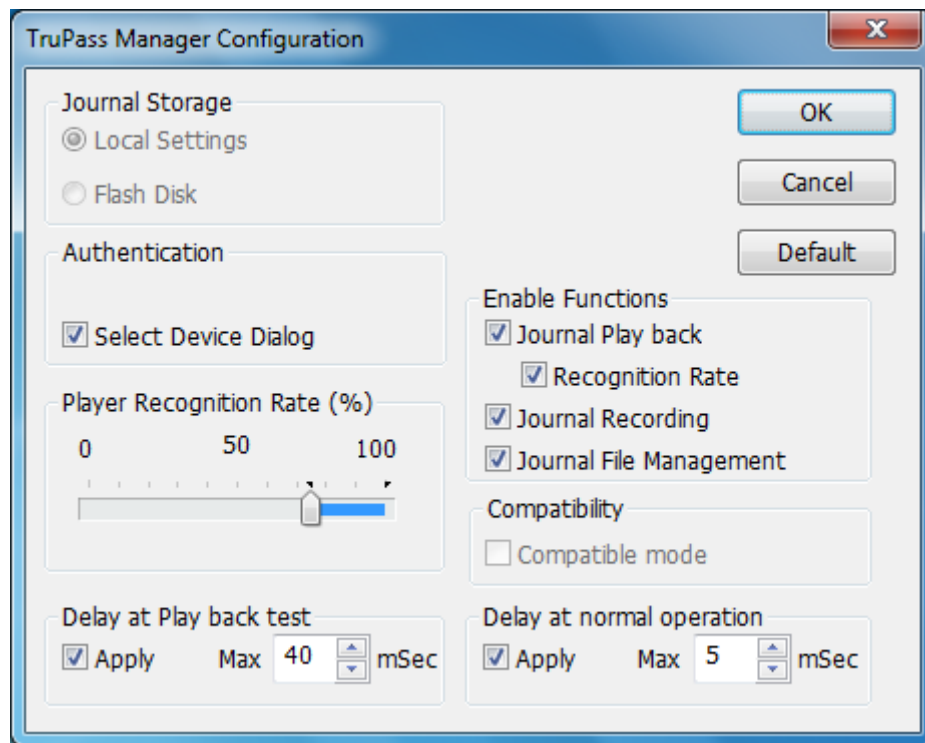 TruPass Manager Configuration
Journal Storage
Local Settings
Flash Disk
OK
Cancel
Default
Authentication
Select Device Dialog
Enable Functions
Journal Play back
Recognition Rate
Journal Recording
Journal File Management
Player Recognition Rate (%)
0 50 100
Compatibility
Compatible mode
Delay at Play back test
Apply Max 40 mSec
Delay at normal operation
Apply Max 5 mSec